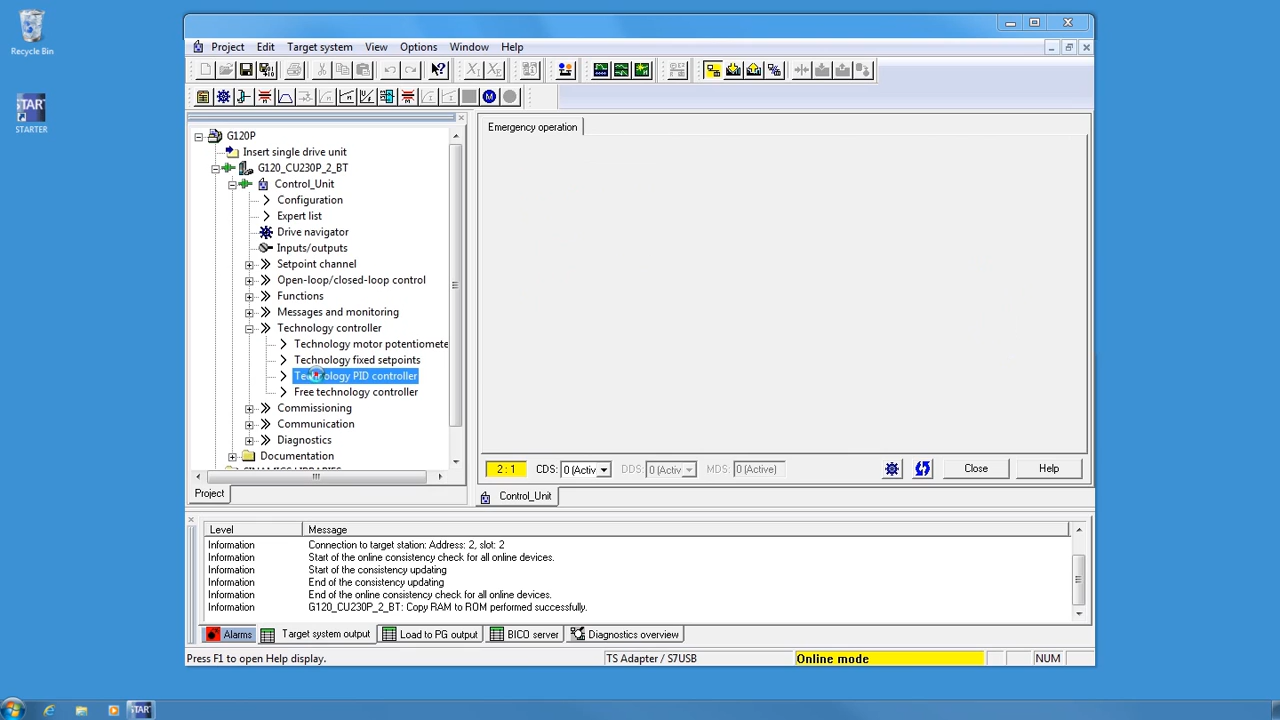 Recycle Bin
START
STARTER
Project Edit Target system View Options Window Help
G120P
Insert single drive unit
G120_CU230P_2_BT
Control_Unit
Configuration
Expert list
Drive navigator
Inputs/outputs
Setpoint channel
Open-loop/closed-loop control
Functions
Messages and monitoring
Technology controller
Technology motor potentiomete
Technology fixed setpoints
Technology PID controller
Free technology controller
Commissioning
Communication
Diagnostics
Documentation
Project
Emergency operation
2 : 1 CDS: 0 (Activ DDS: 0 (Activ MDS: 0 (Active) Close Help
Control_Unit
Level Message
Information Connection to target station: Address: 2, slot: 2
Information Start of the online consistency check for all online devices.
Information Start of the consistency updating
Information End of the consistency updating
Information End of the online consistency check for all online devices.
Information G120_CU230P_2_BT: Copy RAM to ROM performed successfully.
Alarms Target system output Load to PG output BICO server Diagnostics overview
Press F1 to open Help display. TS Adapter / S7USB Online mode NUM